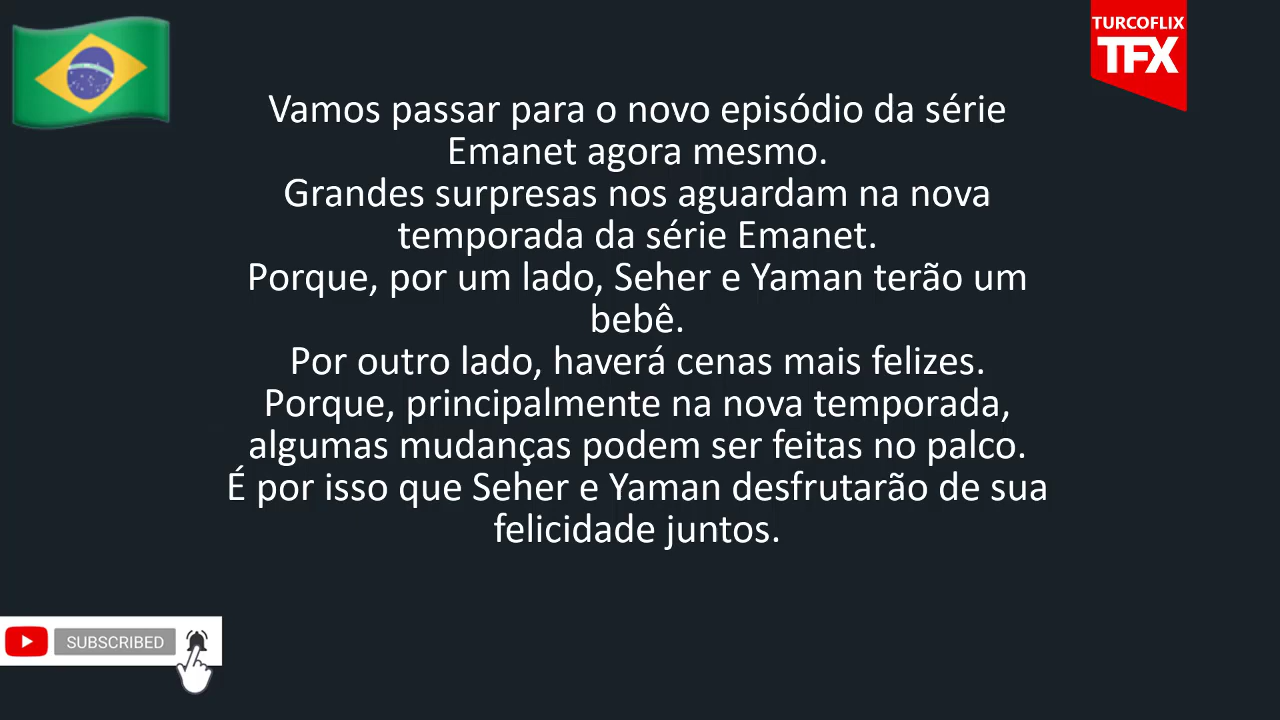 TURCOFLIX
TFX
Vamos passar para o novo episódio da série
Emanet agora mesmo.
Grandes surpresas nos aguardam na nova
temporada da série Emanet.
Porque, por um lado, Seher e Yaman terão um
bebê.
Por outro lado, haverá cenas mais felizes.
Porque, principalmente na nova temporada,
algumas mudanças podem ser feitas no palco.
É por isso que Seher e Yaman desfrutarão de sua
felicidade juntos.
SUBSCRIBED